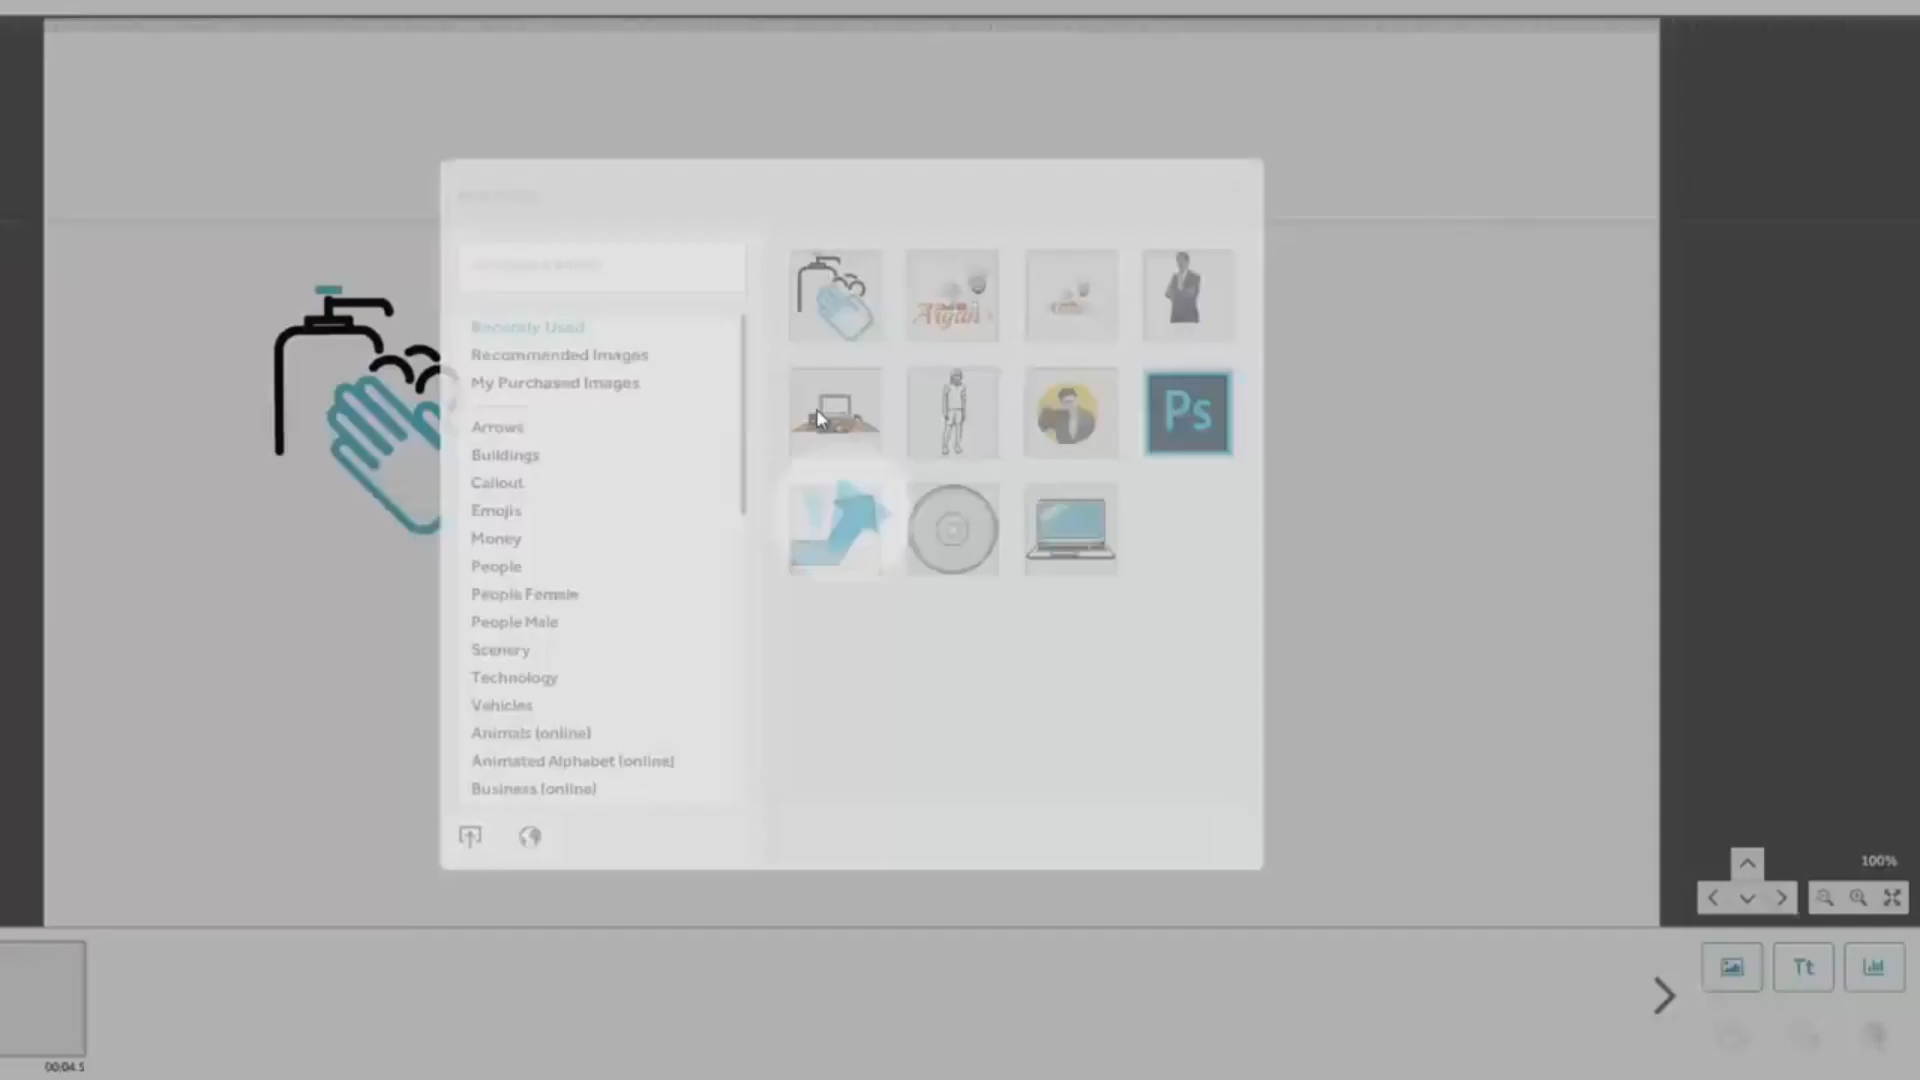 Recently Used
Recommended Images
My Purchased Images
Arrows
Buildings
Callout
Emojis
Money
People
People Female
People Male
Scenery
Technology
Vehicles
Animals (online)
Animated Alphabet (online)
Business (online)
Argan
Ps
100%
Tt
00:04.5